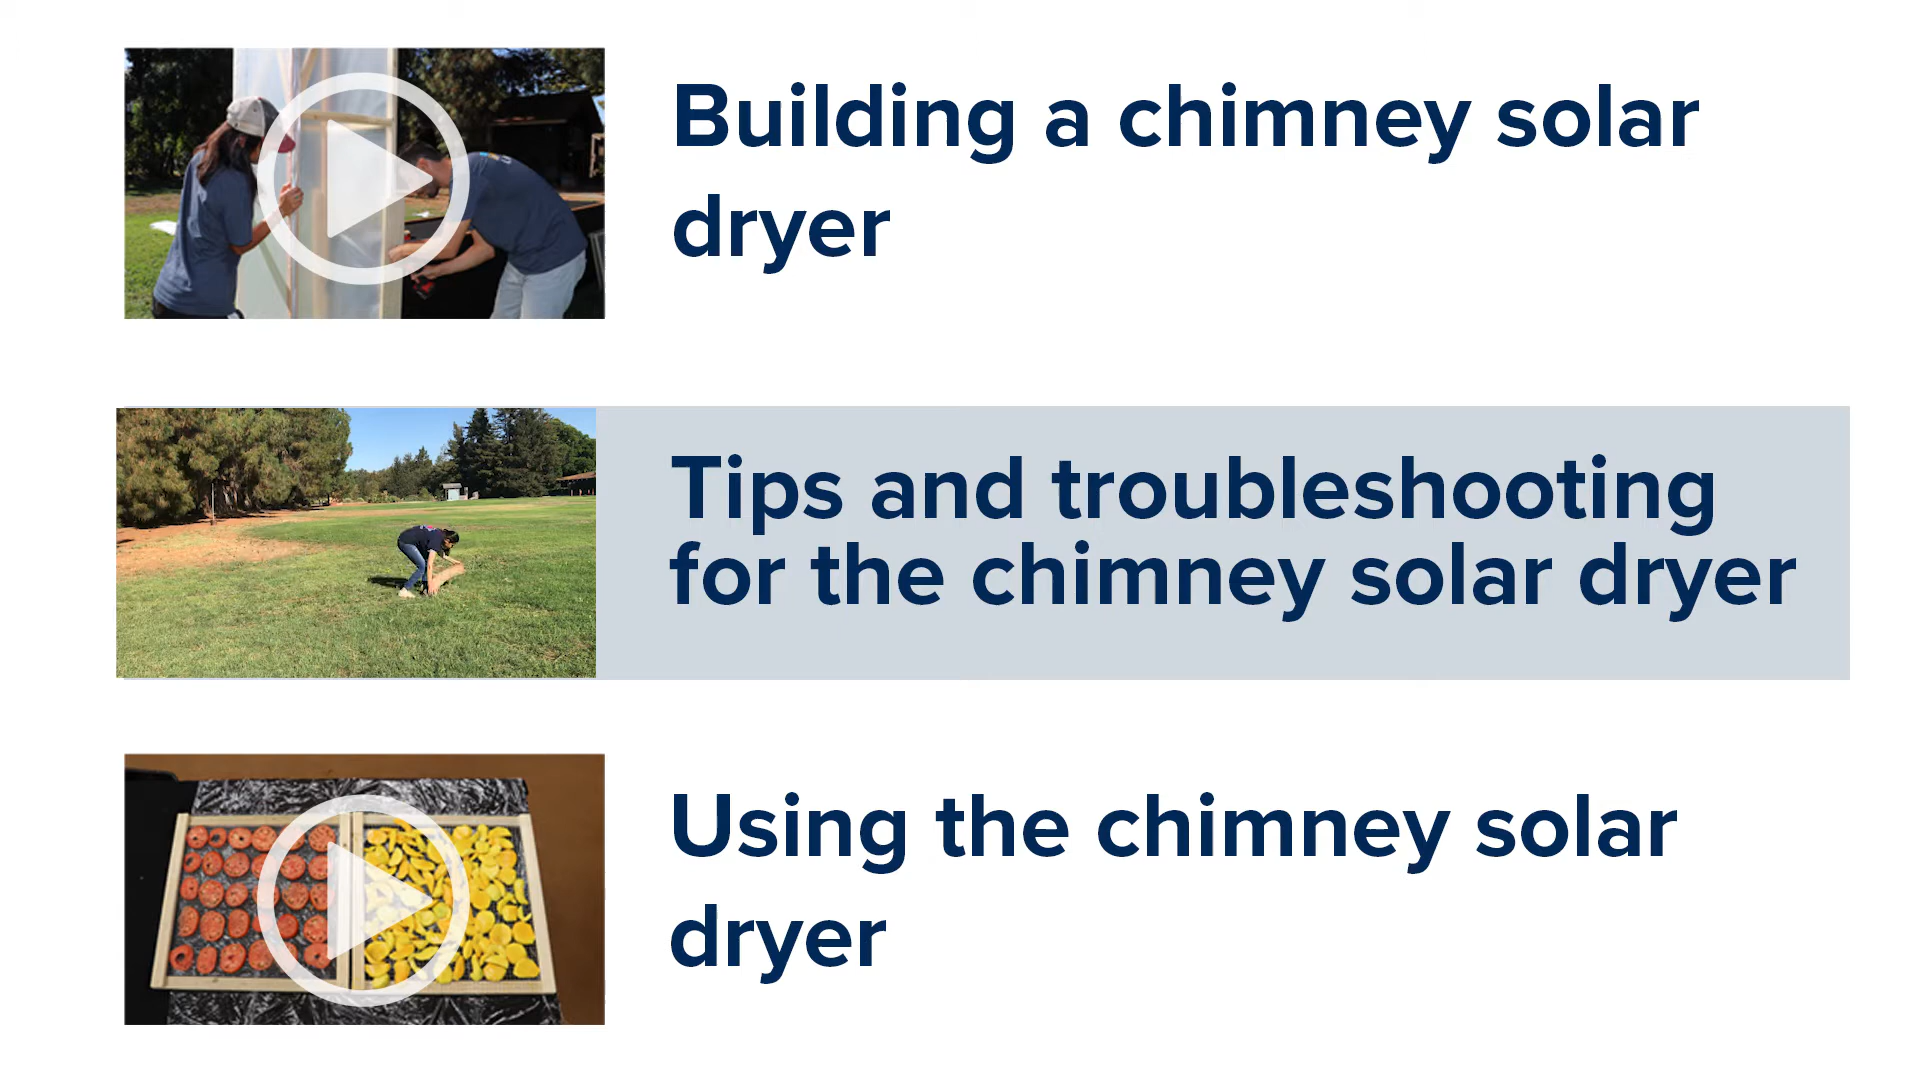 Building a chimney solar
dryer
Tips and troubleshooting
for the chimney solar dryer
Using the chimney solar
dryer